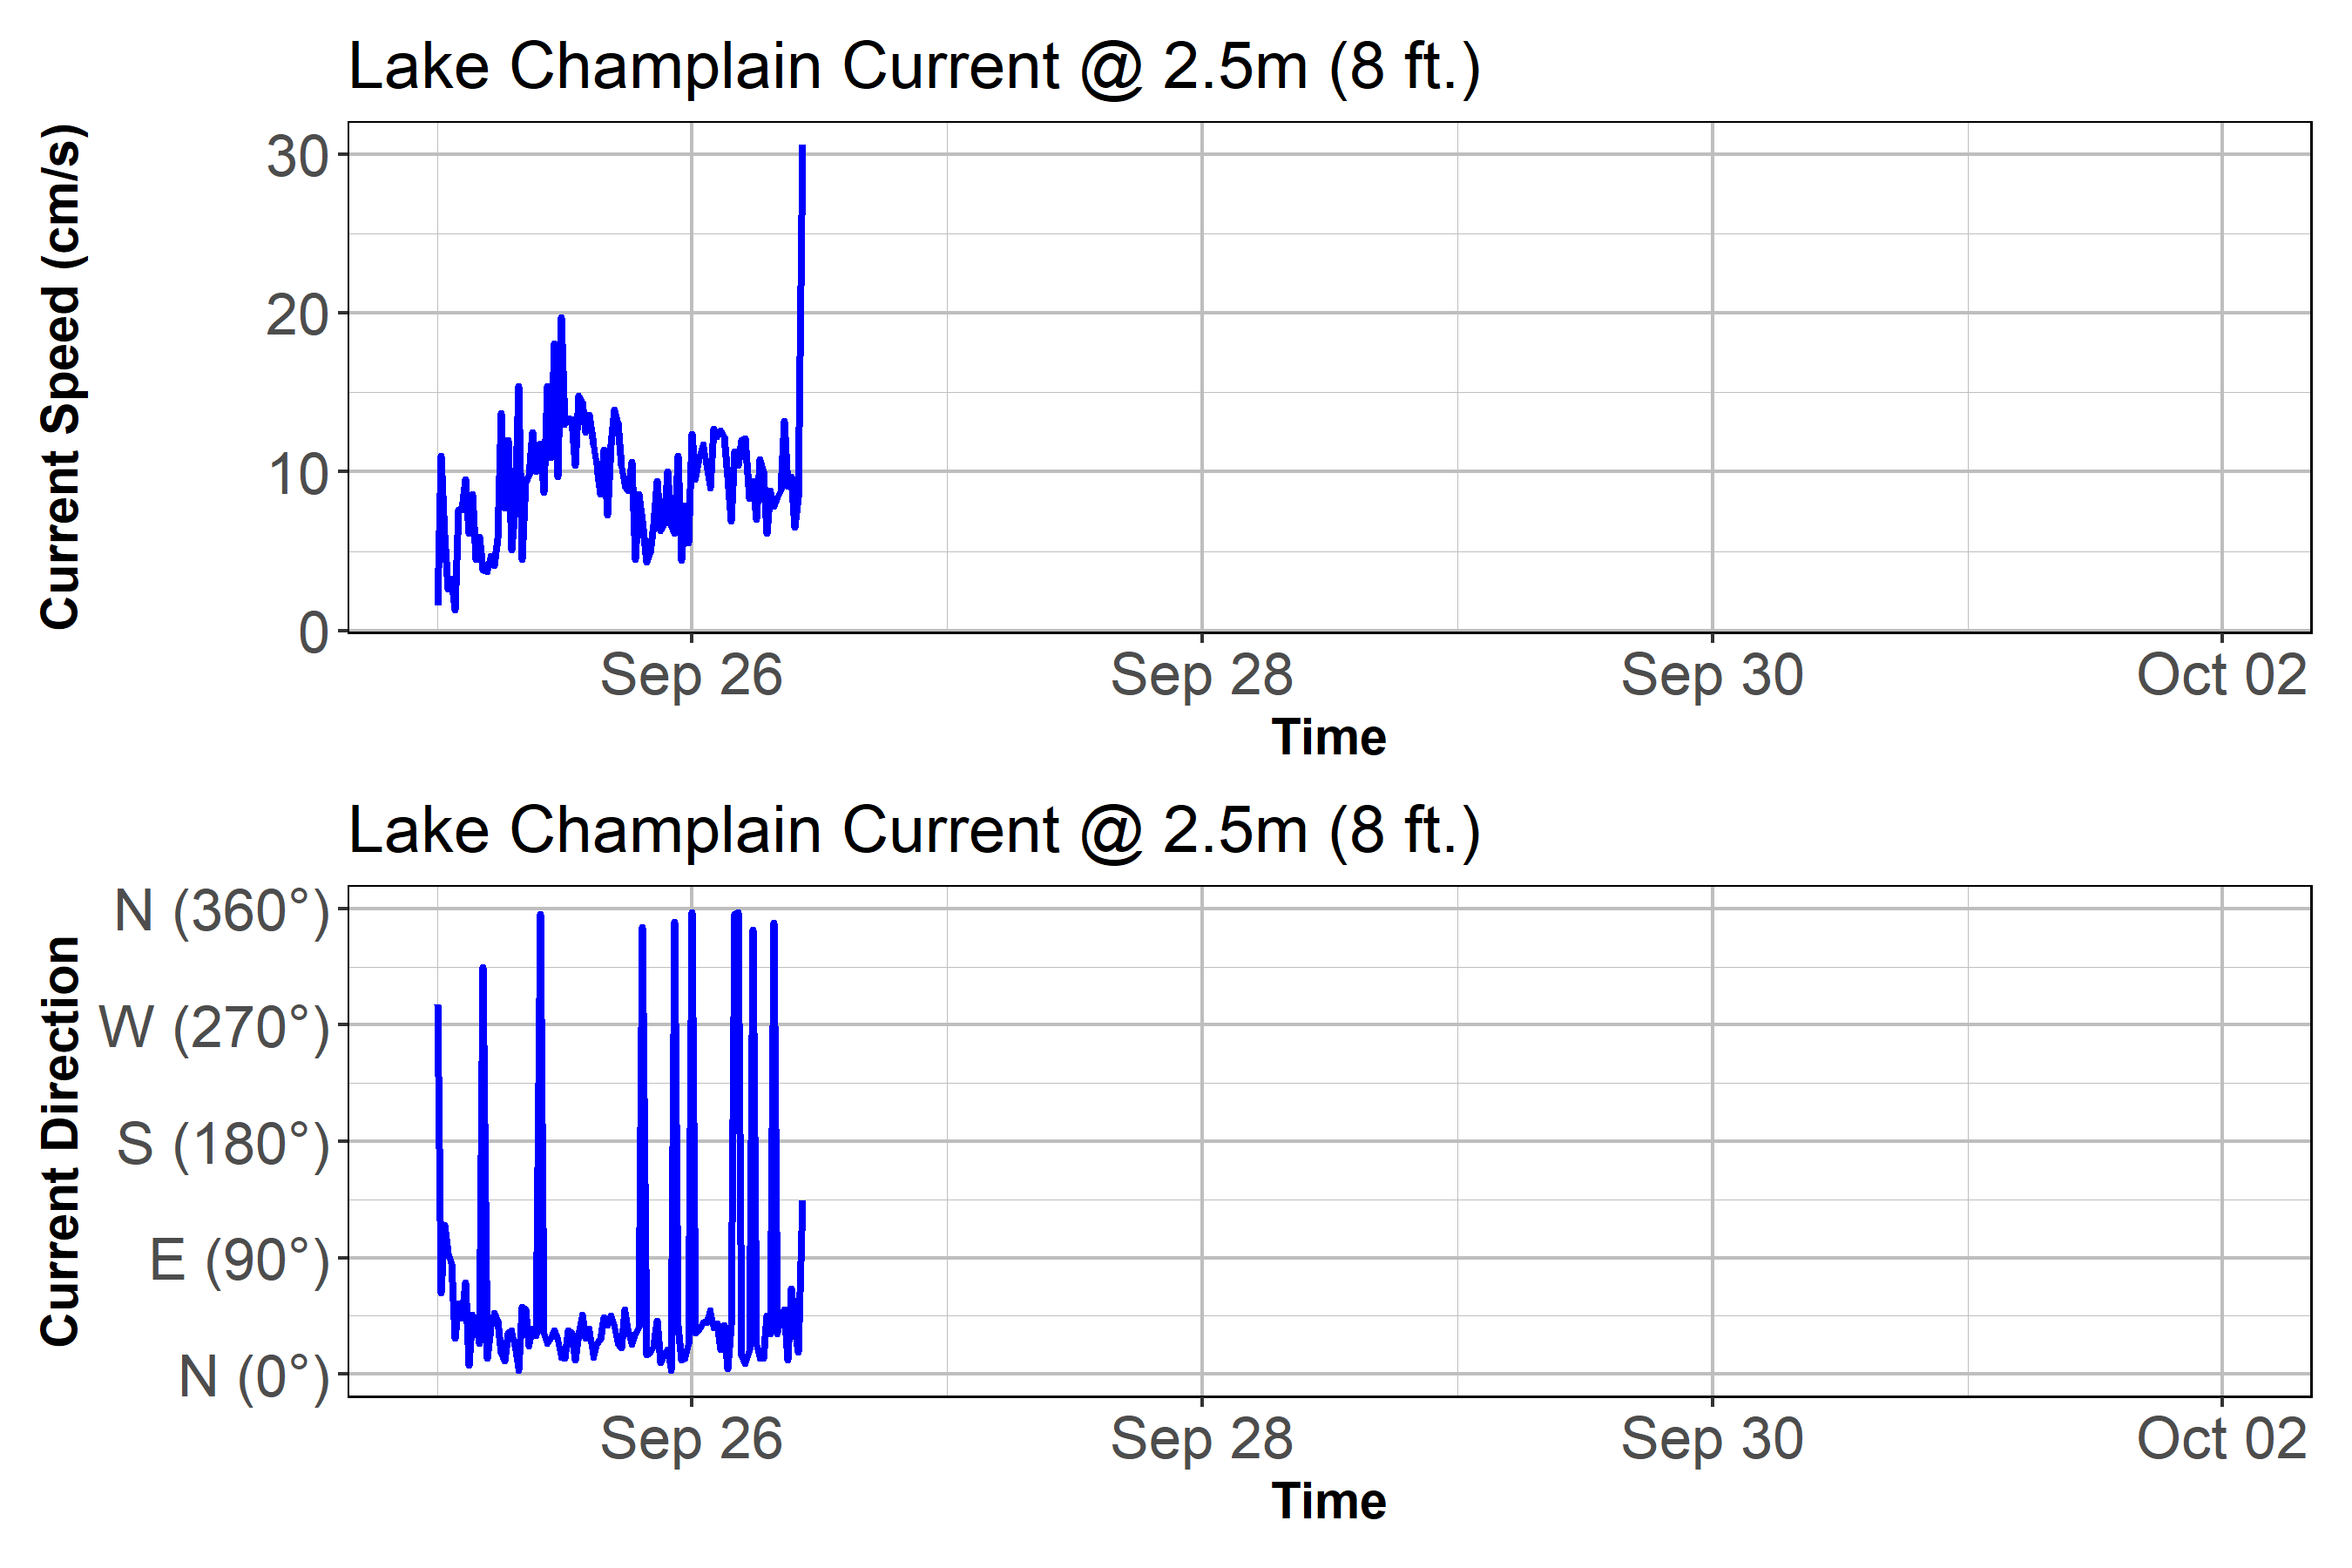 Lake Champlain Current @ 2.5m (8 ft.)
Current Speed (cm/s)
30
20
10
0
Sep 26 Sep 28 Sep 30 Oct 02
Time
Lake Champlain Current @ 2.5m (8 ft.)
Current Direction
N (360°)
W (270°)
S (180°)
E (90°)
N (0°)
Sep 26 Sep 28 Sep 30 Oct 02
Time